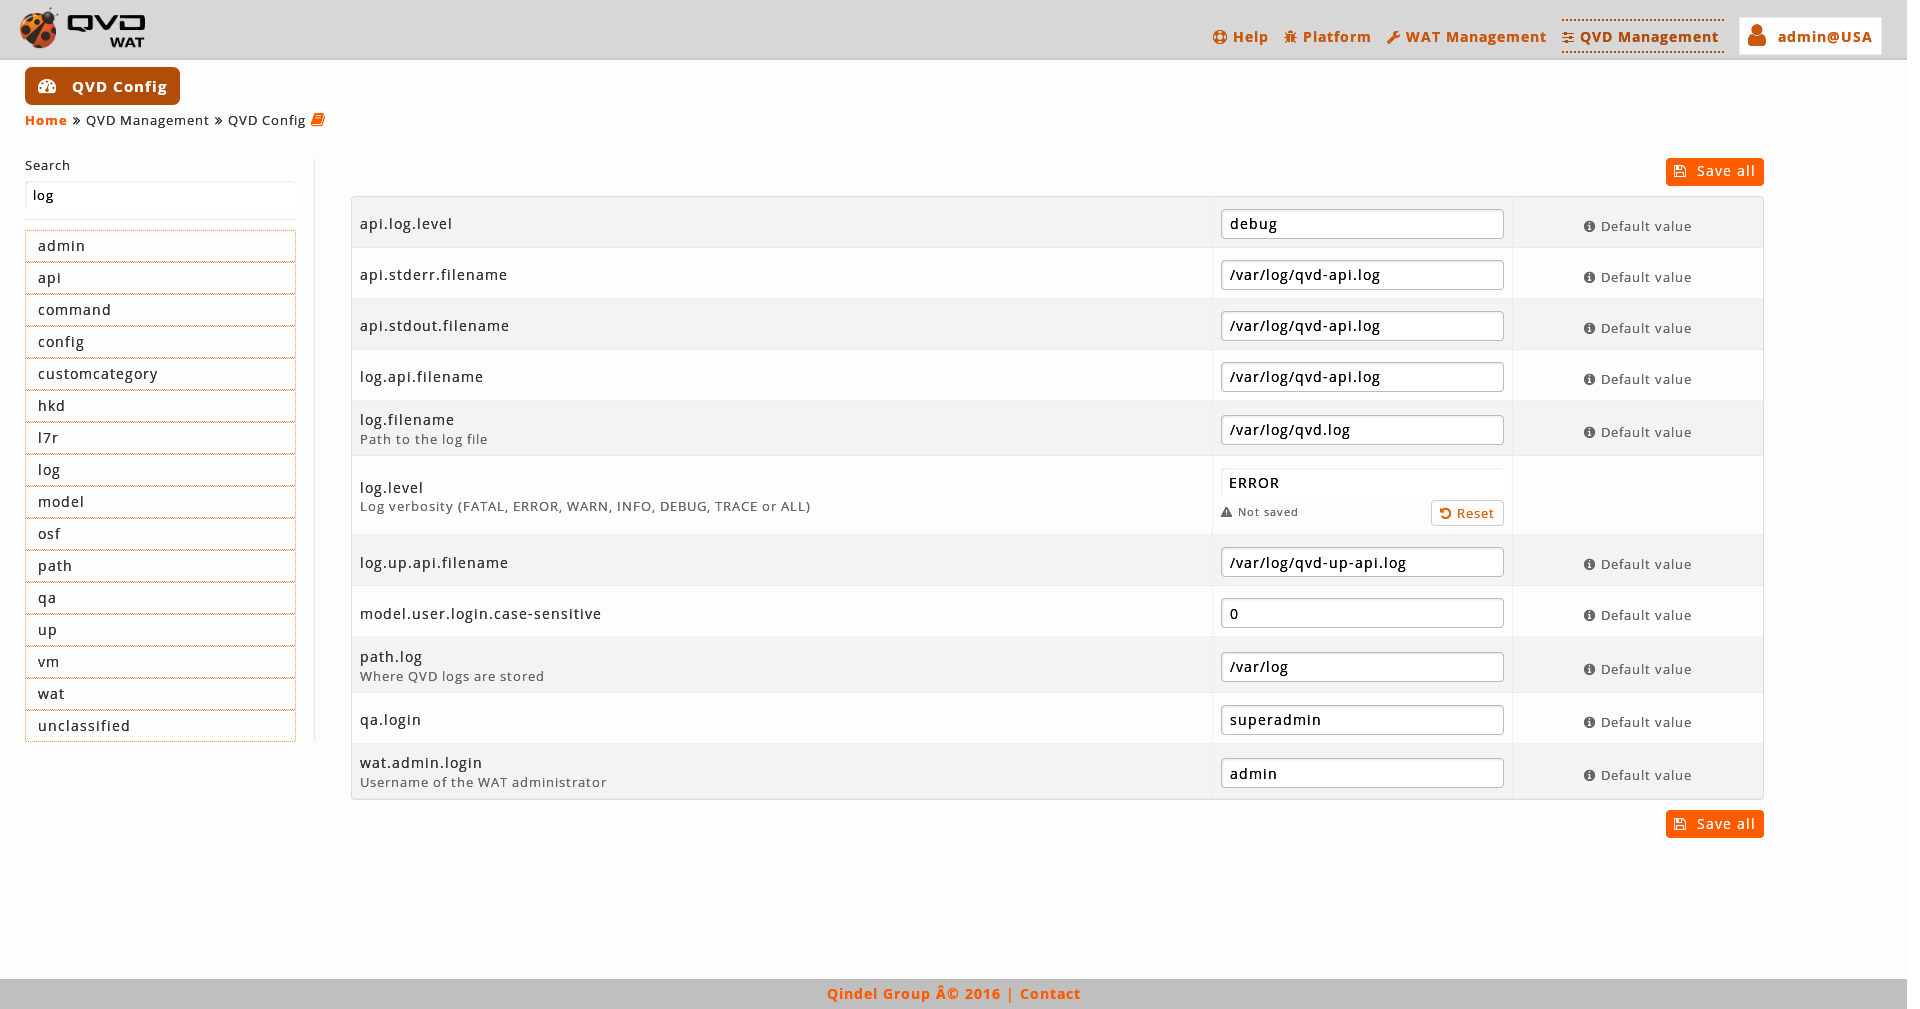 QVD
WAT
Help
Platform
WAT Management
QVD Management
admin@USA
QVD Config
Home » QVD Management » QVD Config
Search
log
admin
api
command
config
customcategory
hkd
l7r
log
model
osf
path
qa
up
vm
wat
unclassified
Save all
api.log.level
debug
Default value
api.stderr.filename
/var/log/qvd-api.log
Default value
api.stdout.filename
/var/log/qvd-api.log
Default value
log.api.filename
/var/log/qvd-api.log
Default value
log.filename
Path to the log file
/var/log/qvd.log
Default value
log.level
Log verbosity (FATAL, ERROR, WARN, INFO, DEBUG, TRACE or ALL)
ERROR
Not saved
Reset
log.up.api.filename
/var/log/qvd-up-api.log
Default value
model.user.login.case-sensitive
0
Default value
path.log
Where QVD logs are stored
/var/log
Default value
qa.login
superadmin
Default value
wat.admin.login
Username of the WAT administrator
admin
Default value
Save all
Qindel Group Â© 2016 | Contact